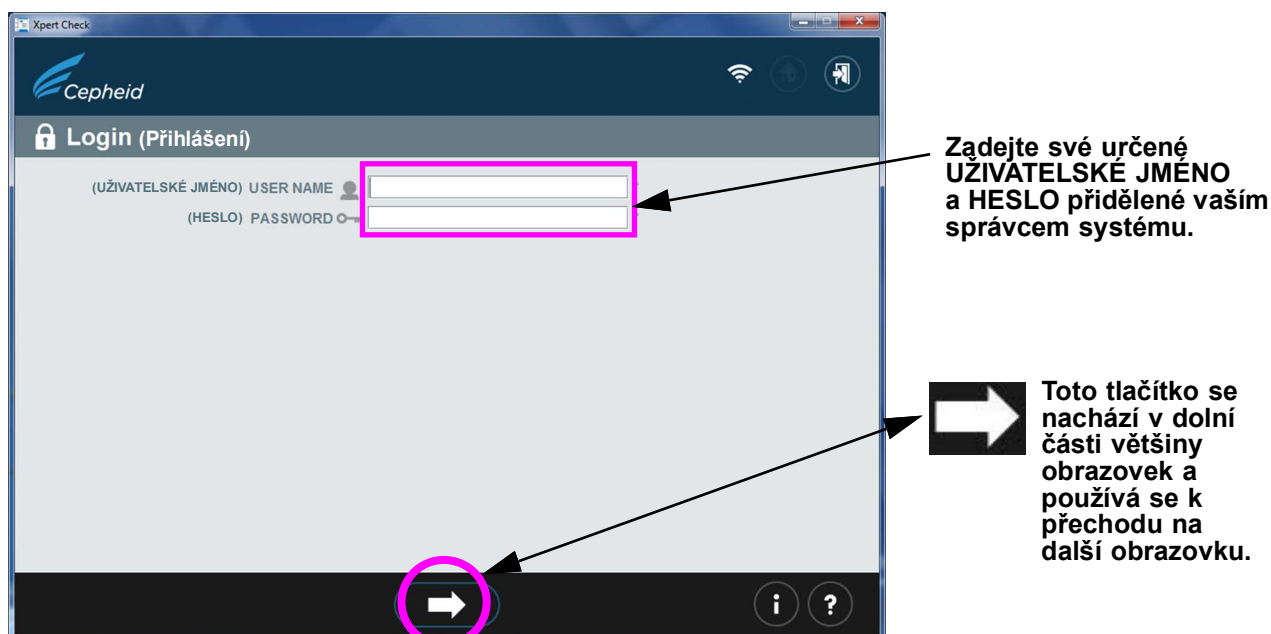 Xpert Check
Cepheid
Login (Přihlášení)
(UŽIVATELSKÉ JMÉNO) USER NAME
(HESLO) PASSWORD
Zadejte své určené
UŽIVATELSKÉ JMÉNO
a HESLO přidělené vaším
správcem systému.
Toto tlačítko se
nachází v dolní
části většiny
obrazovek a
používá se k
přechodu na
další obrazovku.
i ?